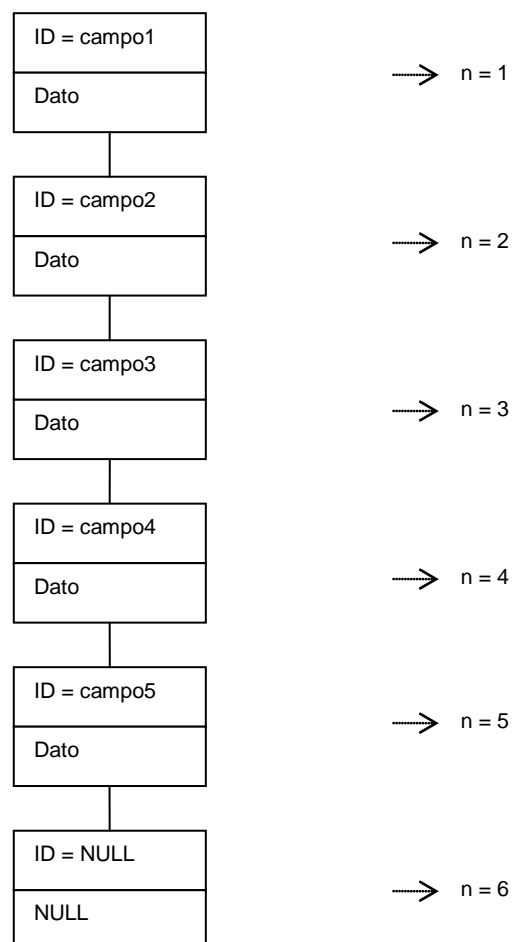 ID = campo1
n = 1
Dato
ID = campo2
n = 2
Dato
ID = campo3
n = 3
Dato
ID = campo4
n = 4
Dato
ID = campo5
n = 5
Dato
ID = NULL
n = 6
NULL